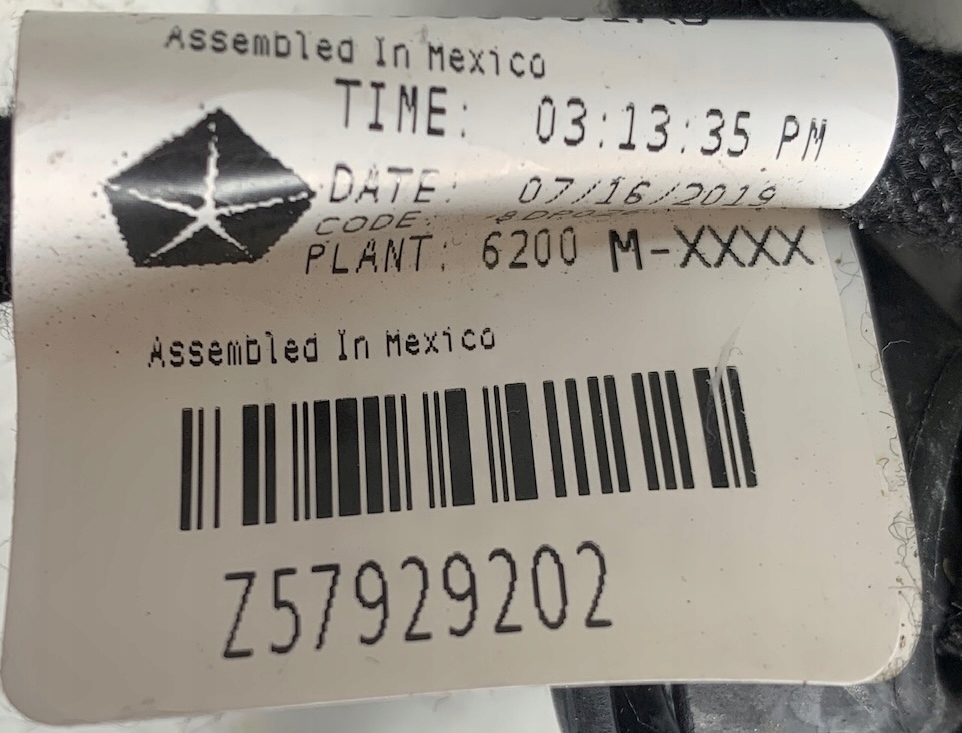 Assembled In Mexico
TIME: 03:13:35 PM
DATE: 07/16/2019
CODE:
PLANT: 6200 M-XXXX
Assembled In Mexico
Z57929202